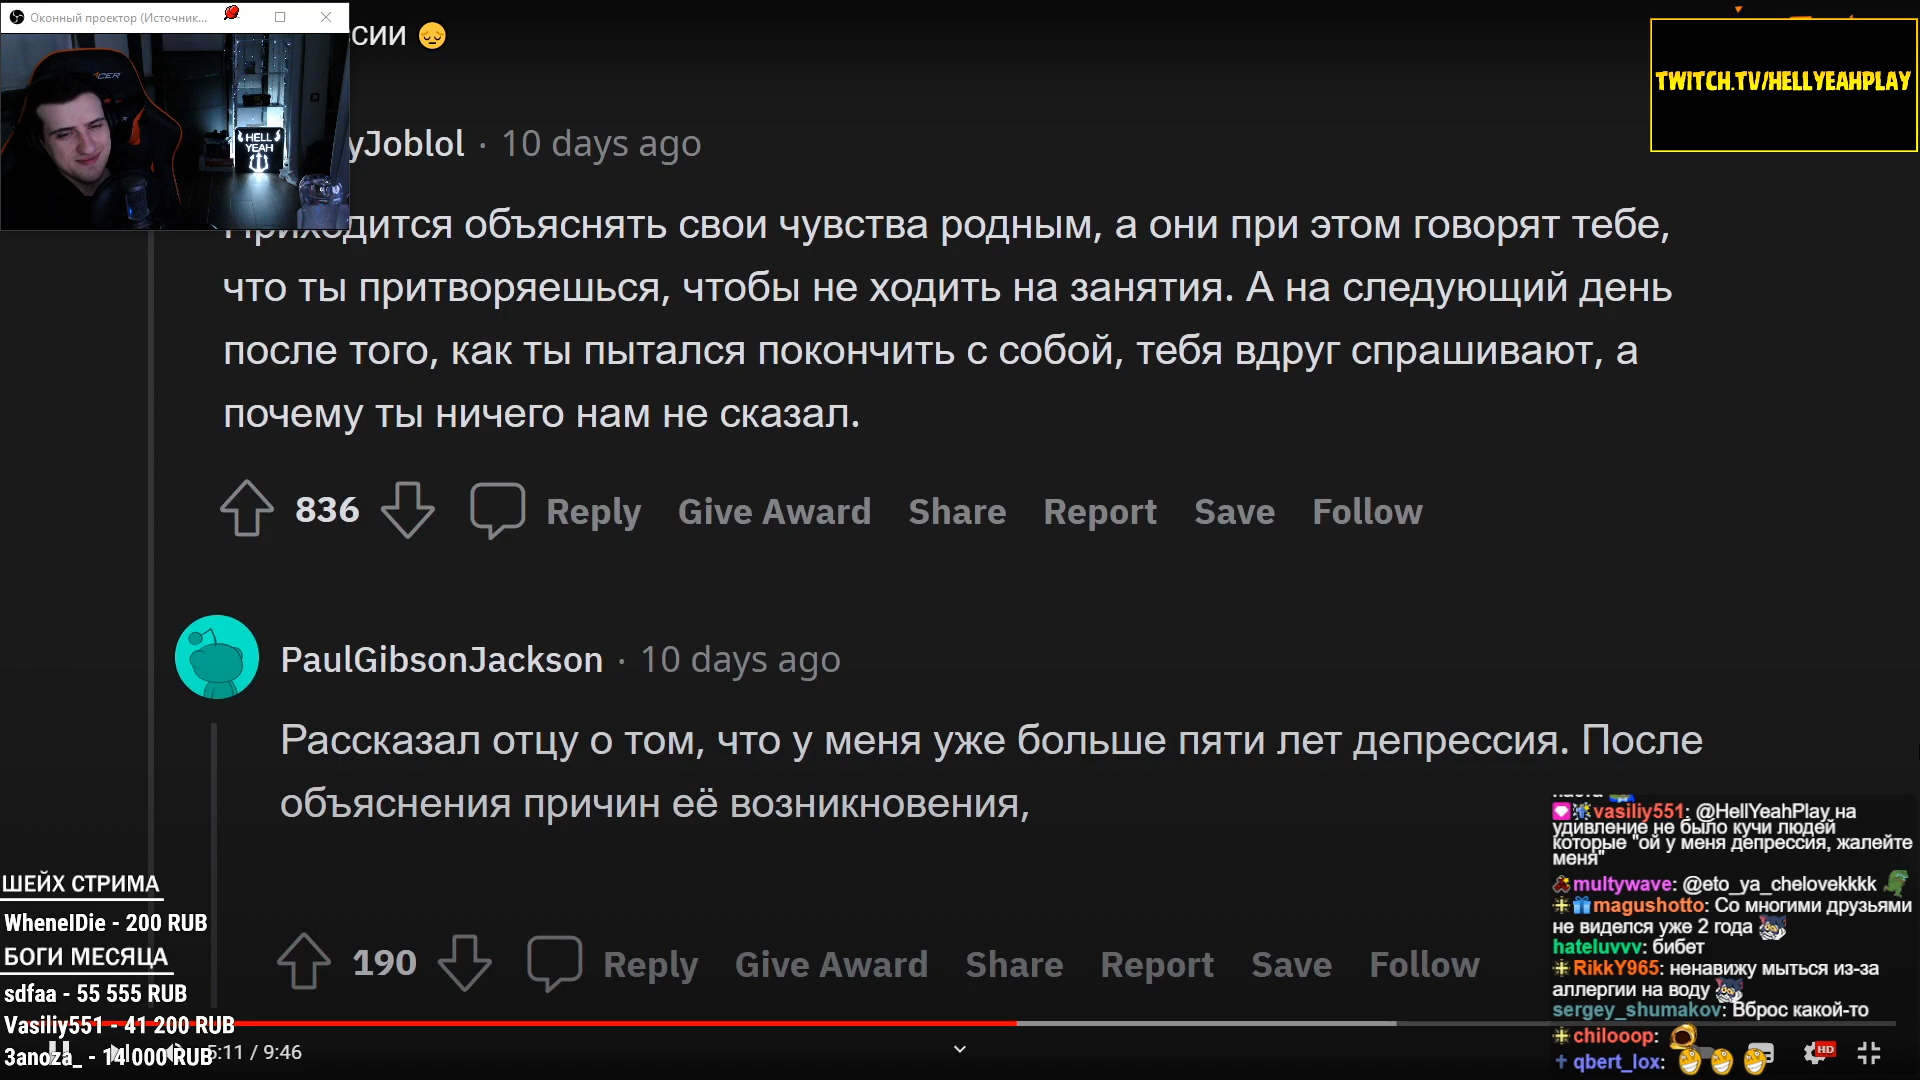 Оконный проектор (Источник...
сии 😔
TWITCH.TV/HELLYEAHPLAY
ACER
HELL
YEAH
yJoblol · 10 days ago
Приходится объяснять свои чувства родным, а они при этом говорят тебе,
что ты притворяешься, чтобы не ходить на занятия. А на следующий день
после того, как ты пытался покончить с собой, тебя вдруг спрашивают, а
почему ты ничего нам не сказал.
836 Reply Give Award Share Report Save Follow
PaulGibsonJackson · 10 days ago
Рассказал отцу о том, что у меня уже больше пяти лет депрессия. После
объяснения причин её возникновения,
190 Reply Give Award Share Report Save Follow
ШЕЙХ СТРИМА
WhenelDie - 200 RUB
БОГИ МЕСЯЦА
sdfaa - 55 555 RUB
Vasiliy551 - 41 200 RUB
3anoza_ - 14 000 RUB
5:11 / 9:46
vasiliy551: @HellYeahPlay на
удивление не было кучи людей
которые "ой у меня депрессия, жалейте
меня"
multywave: @eto_ya_chelovekkkk
magushotto: Со многими друзьями
не виделся уже 2 года
hateluvvv: бибет
RikkY965: ненавижу мыться из-за
аллергии на воду
sergey_shumakov: Вброс какой-то
chilooop:
qbert_lox:
HD